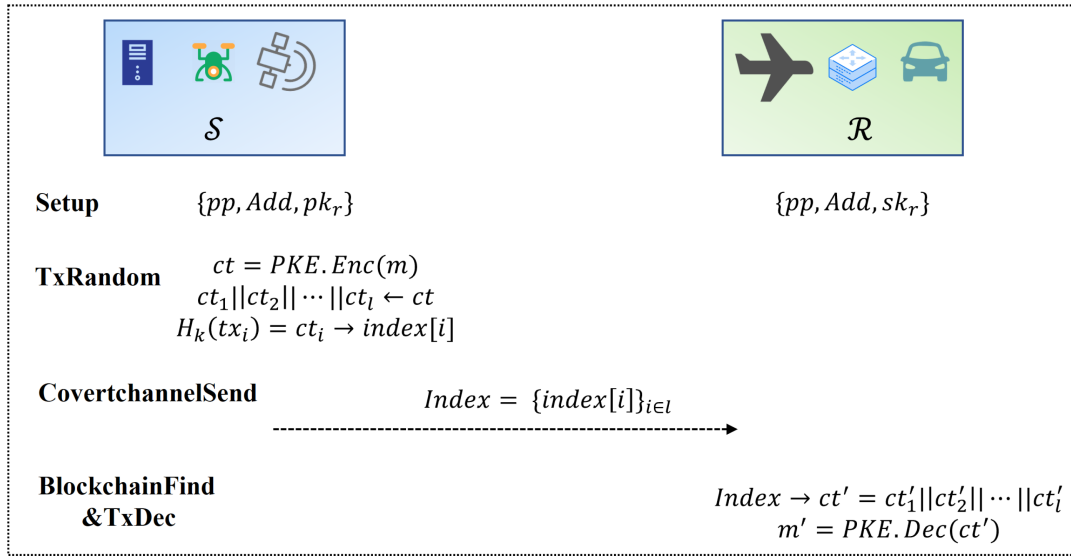 𝒮
ℛ
Setup {pp, Add, pk_r} {pp, Add, sk_r}
TxRandom
ct = PKE.Enc(m)
ct_1||ct_2|| ⋯ ||ct_l ← ct
H_k(tx_i) = ct_i → index[i]
CovertchannelSend
Index = {index[i]}_{i∈l}
BlockchainFind
&TxDec
Index → ct′ = ct′_1||ct′_2|| ⋯ ||ct′_l
m′ = PKE.Dec(ct′)